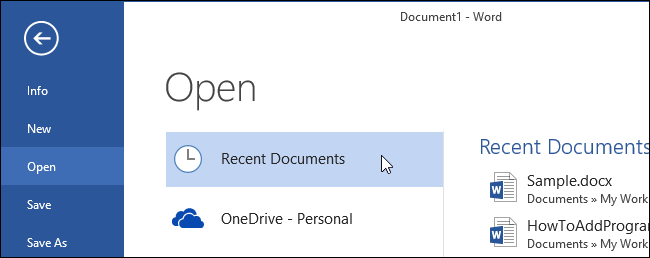 Document1 - Word
Info
New
Open
Save
Save As
Open
Recent Documents
OneDrive - Personal
Recent Documents
Sample.docx
Documents » My Work
HowToAddProgram
Documents » My Work